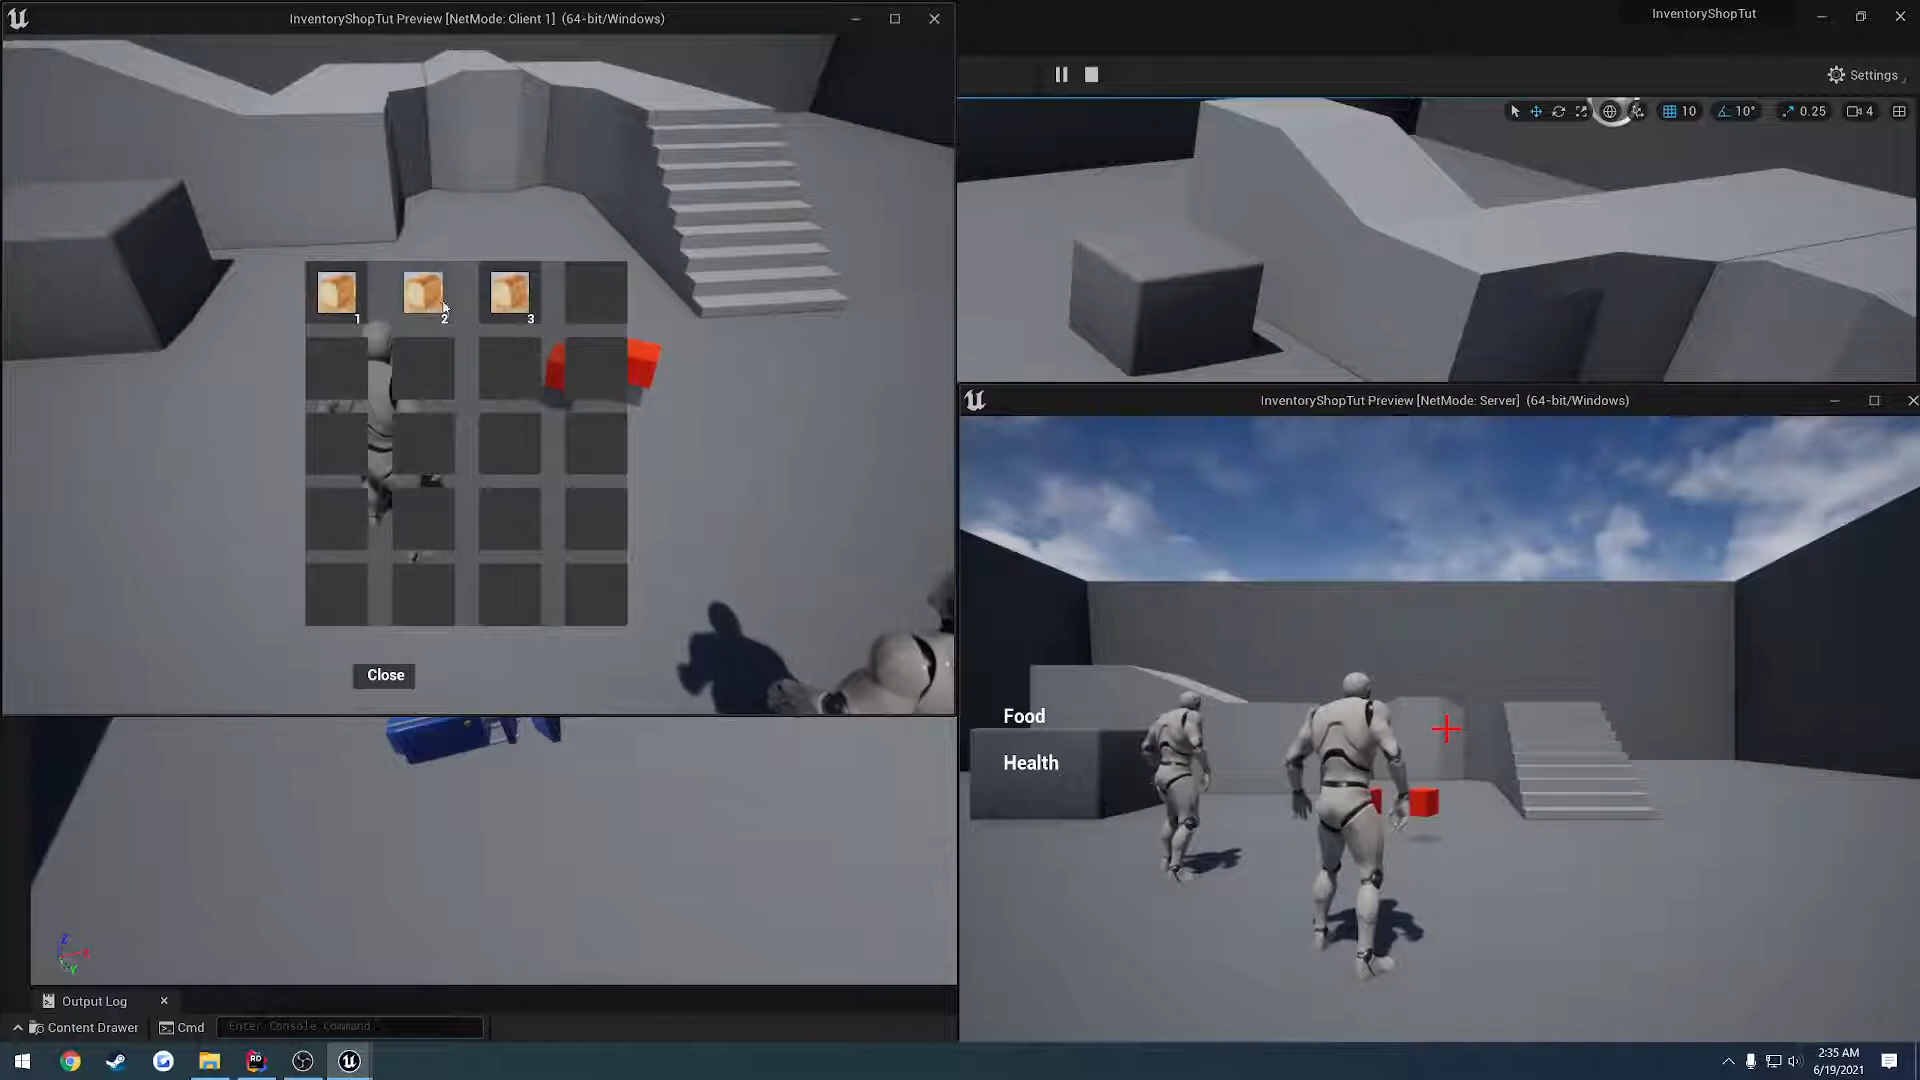 InventoryShopTut Preview [NetMode: Client 1] (64-bit/Windows)
InventoryShopTut
Settings
10
10°
0.25
4
1
2
3
Close
InventoryShopTut Preview [NetMode: Server] (64-bit/Windows)
Food
Health
Z
X
Y
Output Log
Content Drawer
Cmd
Enter Console Command
RD
2:35 AM
6/19/2021